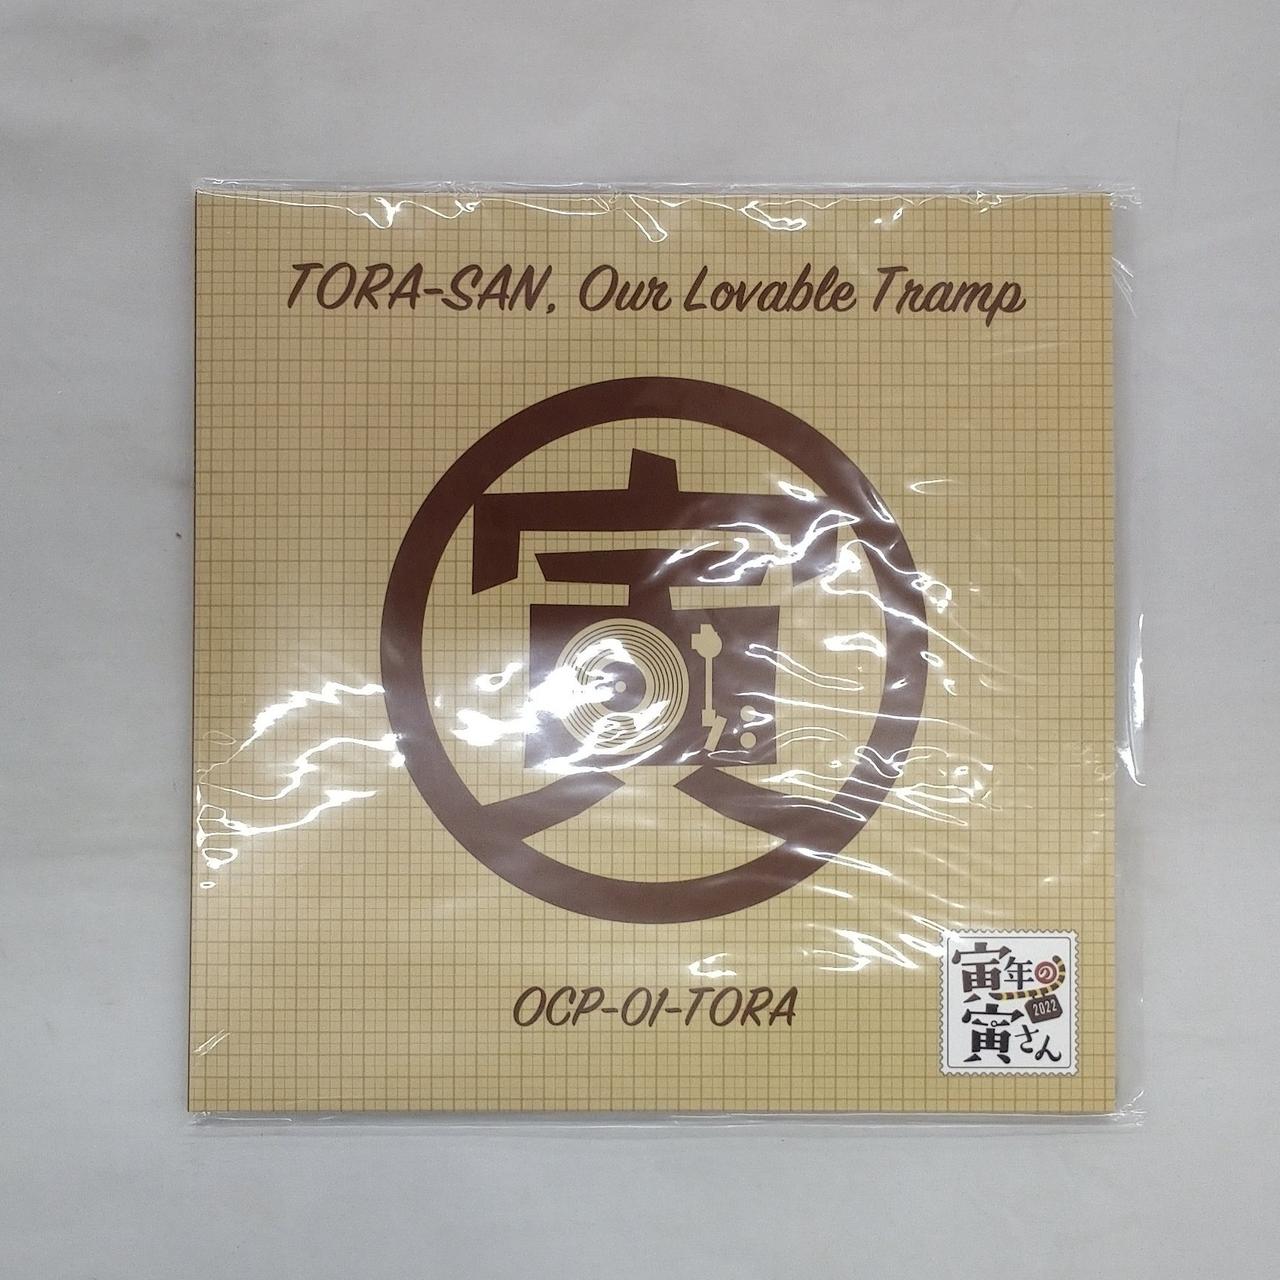 TORA-SAN, Our Lovable Tramp
寅
OCP-01-TORA
寅年の
2022
寅さん